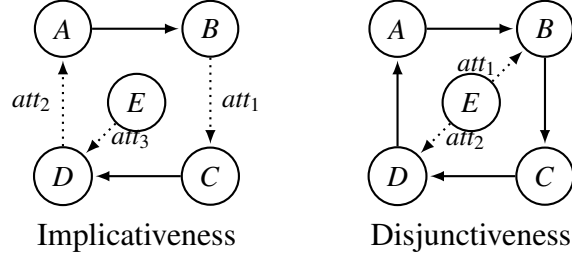 A B A B
att₂ E att₁ att₁ E
att₃ att₂
D C D C
Implicativeness Disjunctiveness